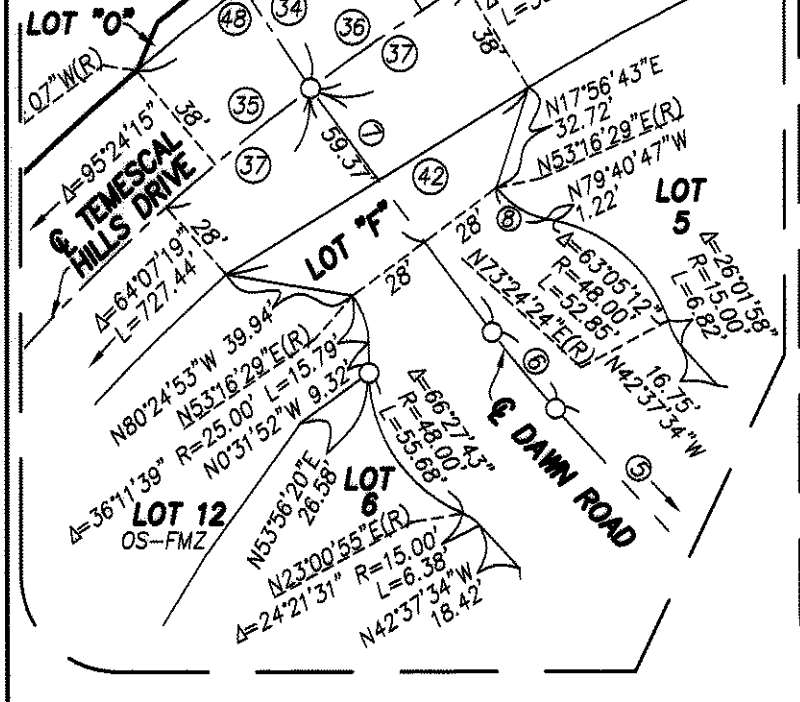 LOT "O"
48
34
36
37
38'
07"W(R)
35
38'
37
59.37'
7
42
N17°56'43"E
32.72'
N53°16'29"E(R)
N79°40'47"W
1.22'
LOT
5
Δ=95°24'15"
℄ TEMESCAL
HILLS DRIVE
28'
Δ=64°07'19"
L=727.44'
LOT "F"
28'
28'
8
N73°24'24"E(R)
Δ=63°05'12"
R=48.00'
L=52.85'
Δ=26°01'58"
R=15.00'
L=6.82'
16.75'
N42°37'34"W
N80°24'53"W 39.94'
N53°16'29"E(R)
Δ=36°11'39" R=25.00' L=15.79'
N0°31'52"W 9.32'
6
℄ DAWN ROAD
5
Δ=66°27'43"
R=48.00'
L=55.68'
LOT 12
OS-FMZ
N53°56'20"E
26.58'
LOT
6
N23°00'55"E(R)
Δ=24°21'31" R=15.00'
L=6.38'
N42°37'34"W
18.42'